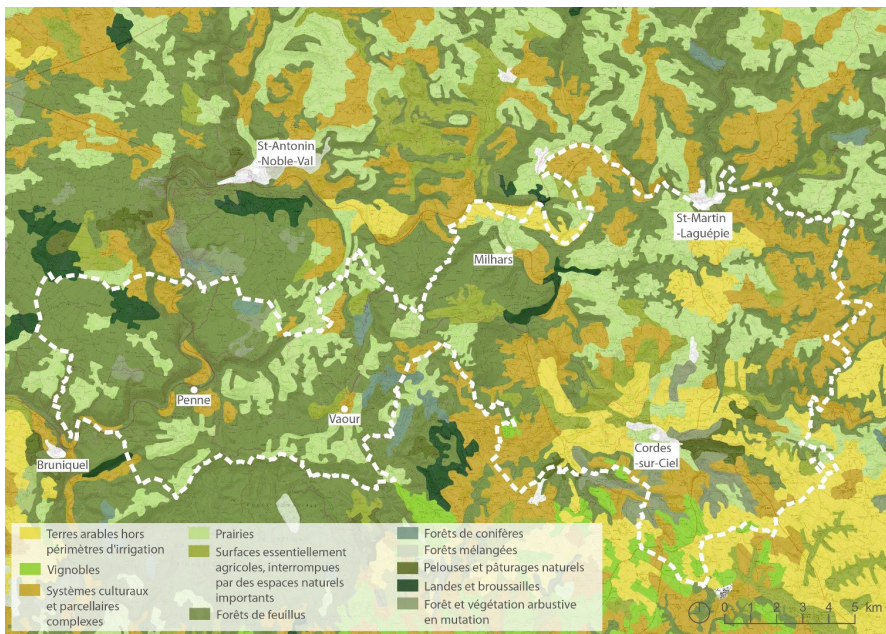 St-Antonin
-Noble-Val
St-Martin
-Laguépie
Milhars
Penne
Vaour
Bruniquel
Cordes
-sur-Ciel
Terres arables hors
périmètres d'irrigation
Vignobles
Systèmes culturaux
et parcellaires
complexes
Prairies
Surfaces essentiellement
agricoles, interrompues
par des espaces naturels
importants
Forêts de feuillus
Forêts de conifères
Forêts mélangées
Pelouses et pâturages naturels
Landes et broussailles
Forêt et végétation arbustive
en mutation
0 1 2 3 4 5 km